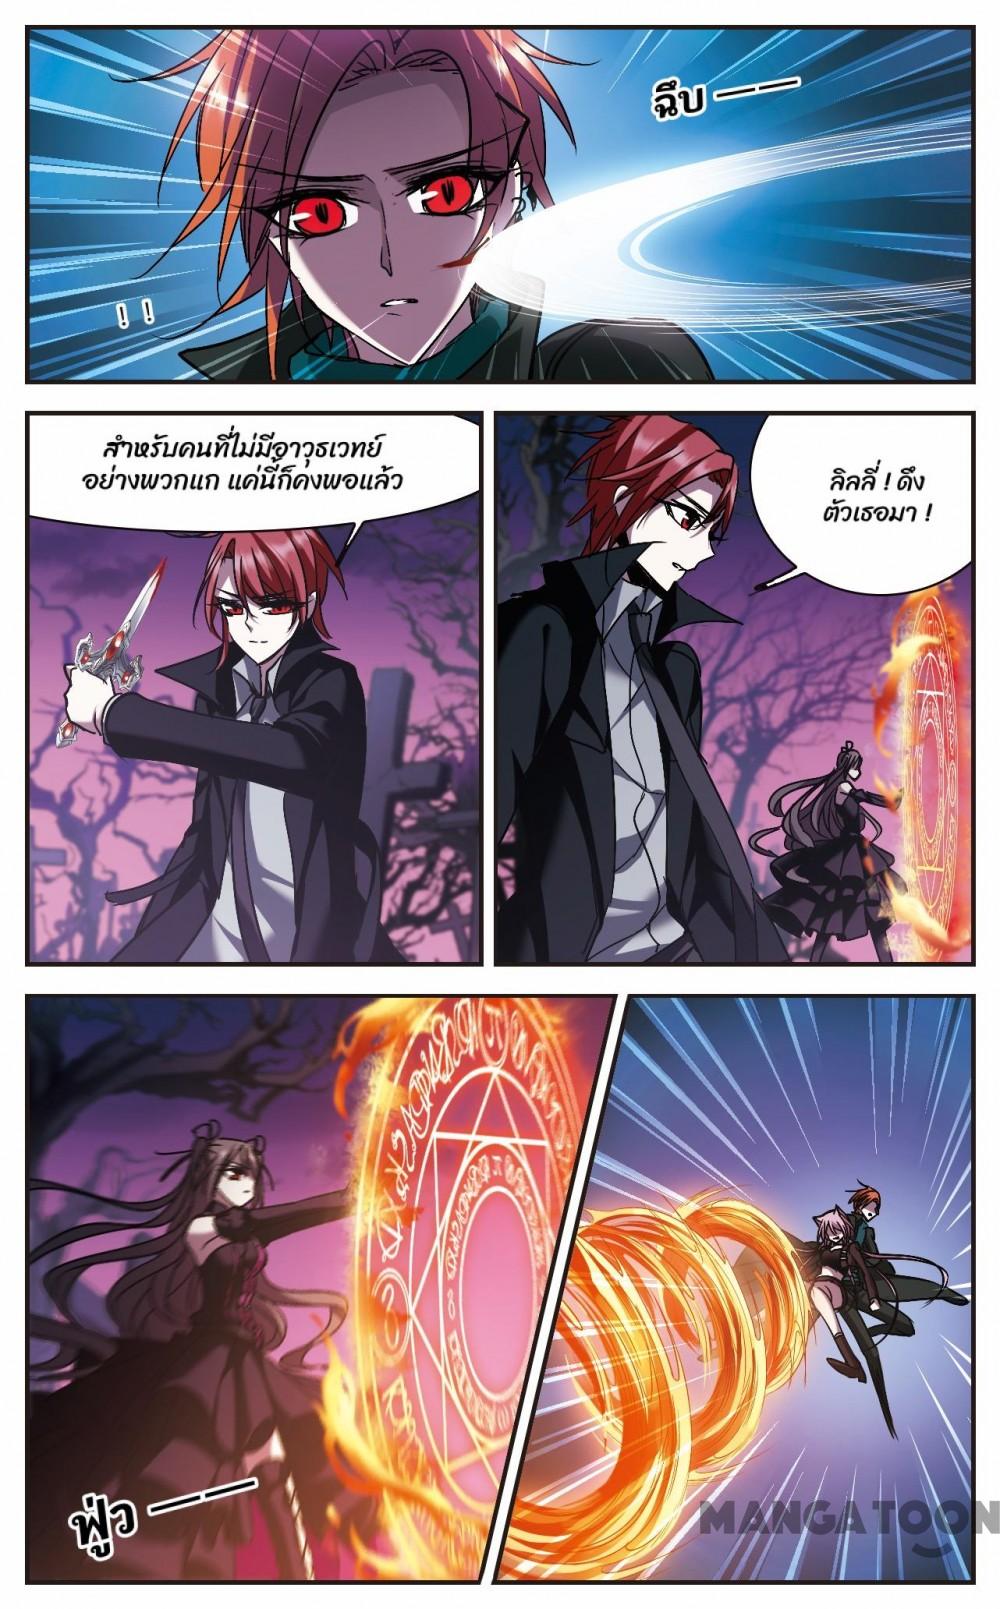 ฉึบ ——
! !
สำหรับคนที่ไม่มีอาวุธเวทย์
อย่างพวกแก แค่นี้ก็คงพอแล้ว
ลิลลี่ ! ดึง
ตัวเธอมา !
ฟู่ว ———
MANGATOON